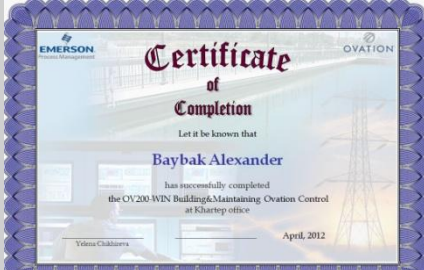 EMERSON
Process Management
OVATION
Certificate
of
Completion
Let it be known that
Baybak Alexander
has successfully completed
the OV200-WIN Building&Maintaining Ovation Control
at Khartep office
April, 2012
Yelena Chikhireva